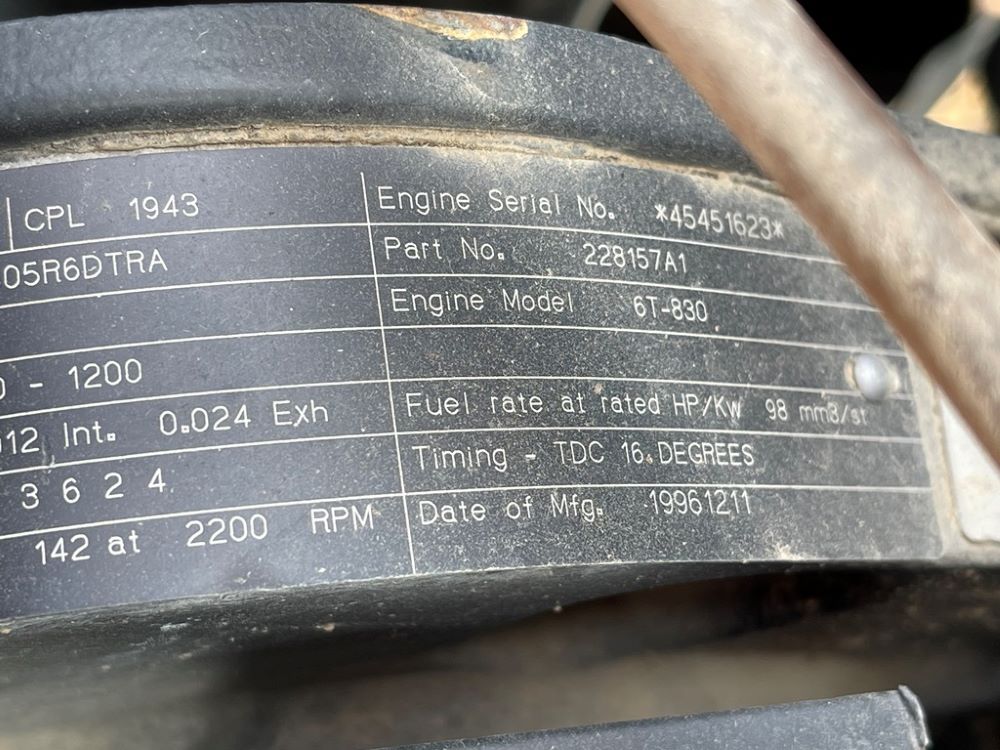 CPL 1943
05R6DTRA
- 1200
12 Int. 0.024 Exh
3 6 2 4
142 at 2200 RPM
Engine Serial No. *45451623*
Part No. 228157A1
Engine Model 6T-830
Fuel rate at rated HP/Kw 98 mm3/st
Timing - TDC 16.DEGREES
Date of Mfg. 19961211